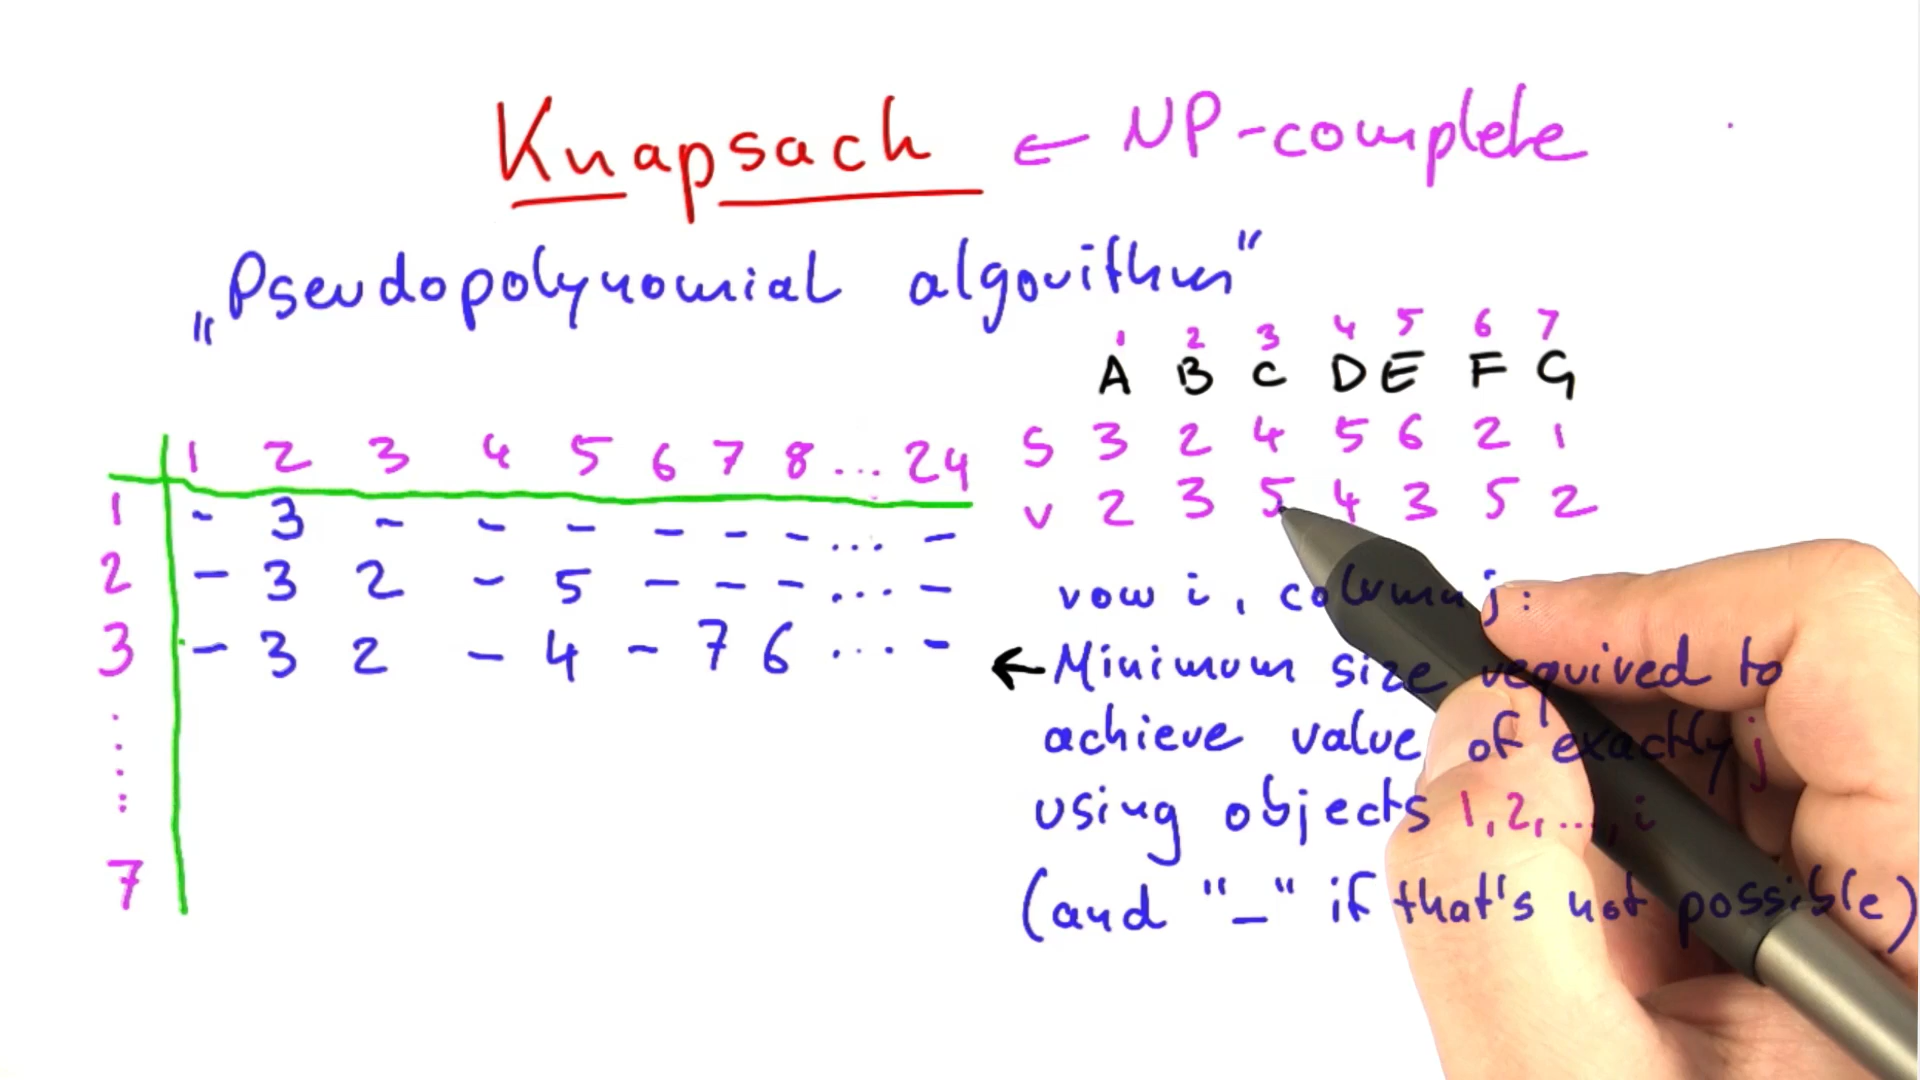 Knapsack ← NP-complete
„Pseudopolynomial algorithm“
1 2 3 4 5 6 7
A B C D E F G
S 3 2 4 5 6 2 1
V 2 3 5 4 3 5 2
1 2 3 4 5 6 7 8 ... 24
1 - 3 - - - - - - ... -
2 - 3 2 - 5 - - - ... -
3 - 3 2 - 4 - 7 6 ... -
7
row i, column j:
← Minimum size required to
achieve value of exactly j
using objects 1, 2, ..., i
(and "-" if that's not possible)